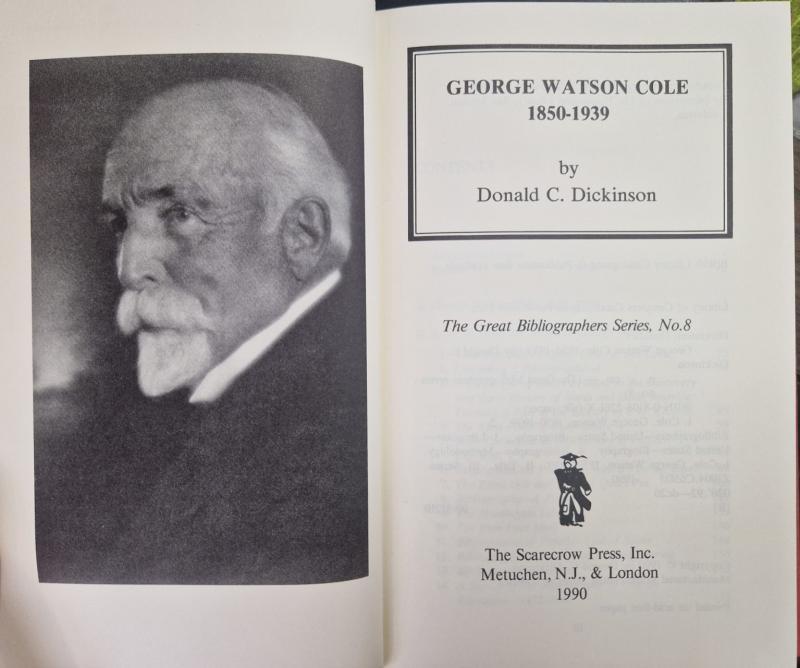 GEORGE WATSON COLE
1850-1939
by
Donald C. Dickinson
The Great Bibliographers Series, No.8
The Scarecrow Press, Inc.
Metuchen, N.J., & London
1990